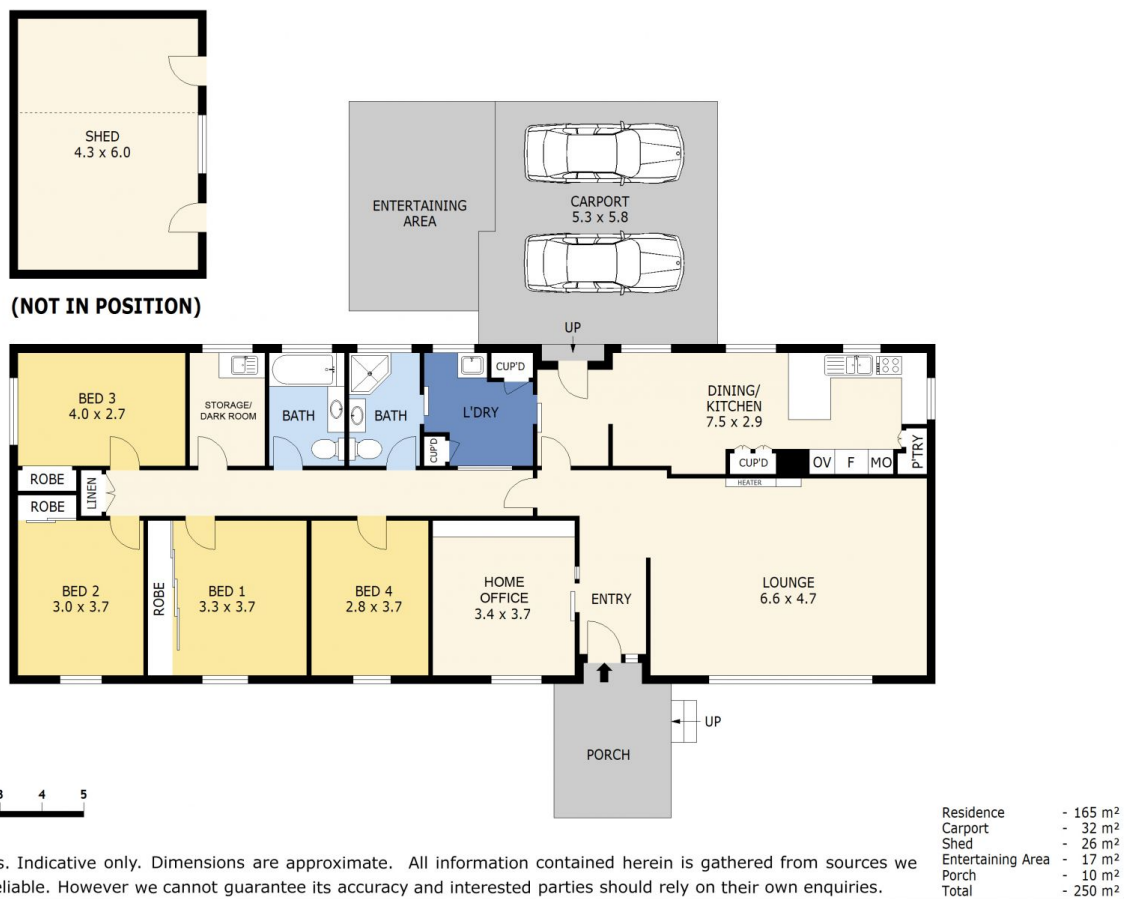 SHED
4.3 x 6.0
(NOT IN POSITION)
ENTERTAINING
AREA
CARPORT
5.3 x 5.8
UP
BED 3
4.0 x 2.7
STORAGE/
DARK ROOM
BATH
BATH
L'DRY
CUP'D
CUP'D
DINING/
KITCHEN
7.5 x 2.9
CUP'D
OV
F
MO
P'TRY
ROBE
ROBE
LINEN
HEATER
BED 2
3.0 x 3.7
ROBE
BED 1
3.3 x 3.7
BED 4
2.8 x 3.7
HOME
OFFICE
3.4 x 3.7
ENTRY
LOUNGE
6.6 x 4.7
PORCH
UP
4 5
s. Indicative only. Dimensions are approximate. All information contained herein is gathered from sources we
eliable. However we cannot guarantee its accuracy and interested parties should rely on their own enquiries.
Residence - 165 m²
Carport - 32 m²
Shed - 26 m²
Entertaining Area - 17 m²
Porch - 10 m²
Total - 250 m²